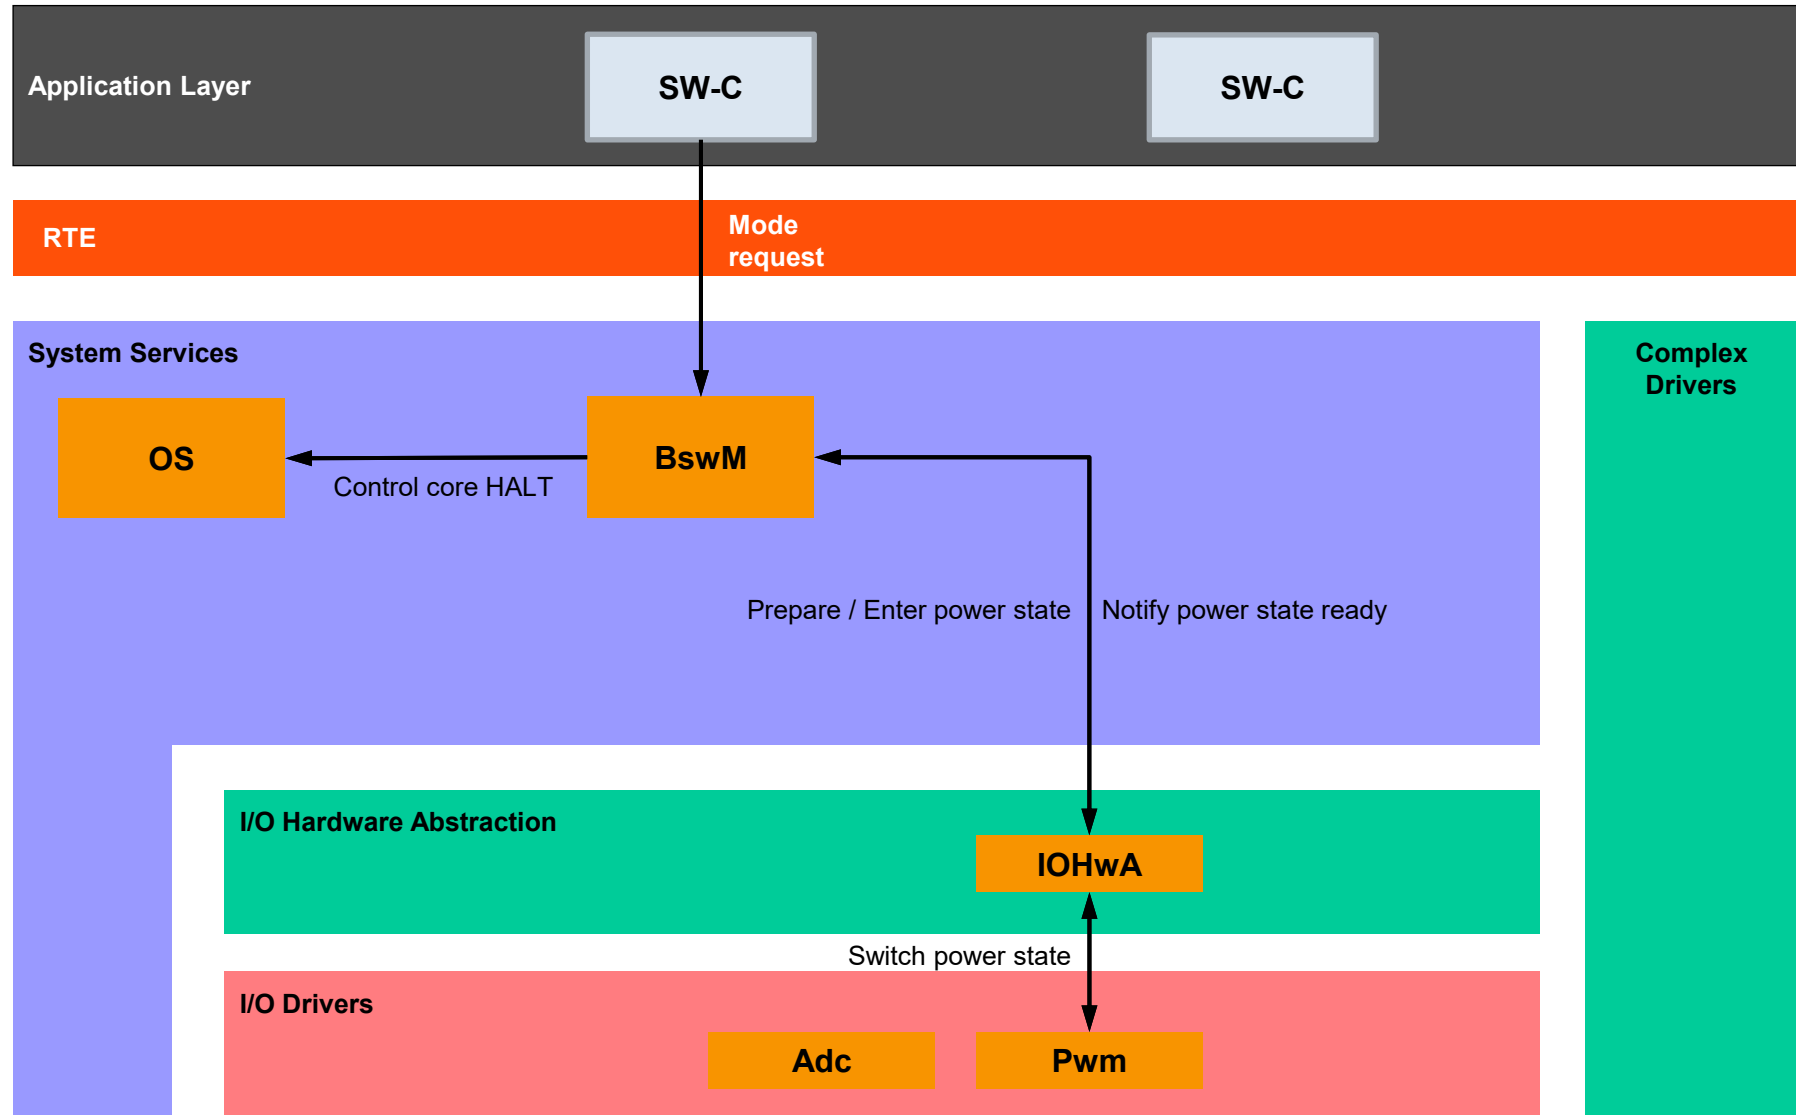 Application Layer
SW-C
SW-C
RTE
Mode
request
System Services
Complex
Drivers
OS
BswM
Control core HALT
Prepare / Enter power state
Notify power state ready
I/O Hardware Abstraction
IOHwA
Switch power state
I/O Drivers
Adc
Pwm